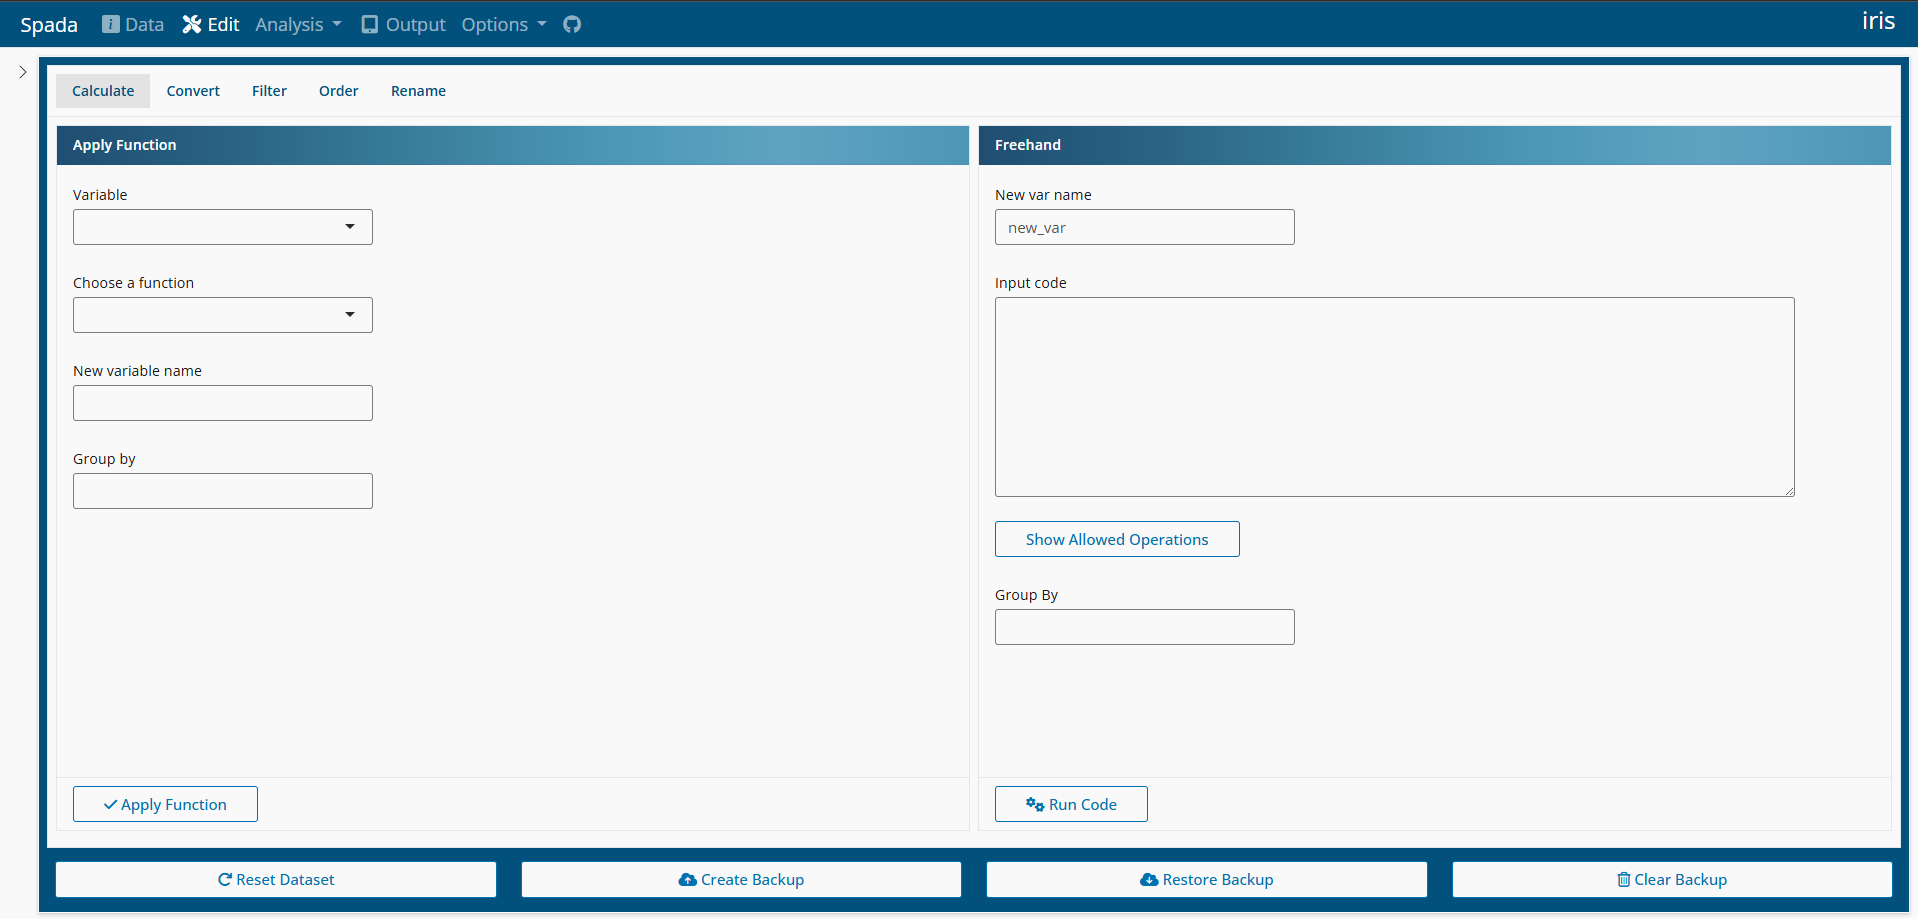 Spada Data Edit Analysis Output Options iris
Calculate Convert Filter Order Rename
Apply Function
Variable
Choose a function
New variable name
Group by
Apply Function
Freehand
New var name
new_var
Input code
Show Allowed Operations
Group By
Run Code
Reset Dataset Create Backup Restore Backup Clear Backup